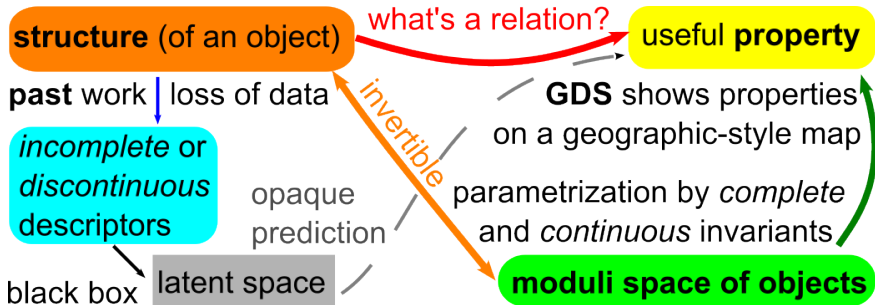 structure (of an object)
what's a relation?
useful property
past work
loss of data
invertible
GDS shows properties
on a geographic-style map
incomplete or
discontinuous
descriptors
opaque
prediction
parametrization by complete
and continuous invariants
black box
latent space
moduli space of objects